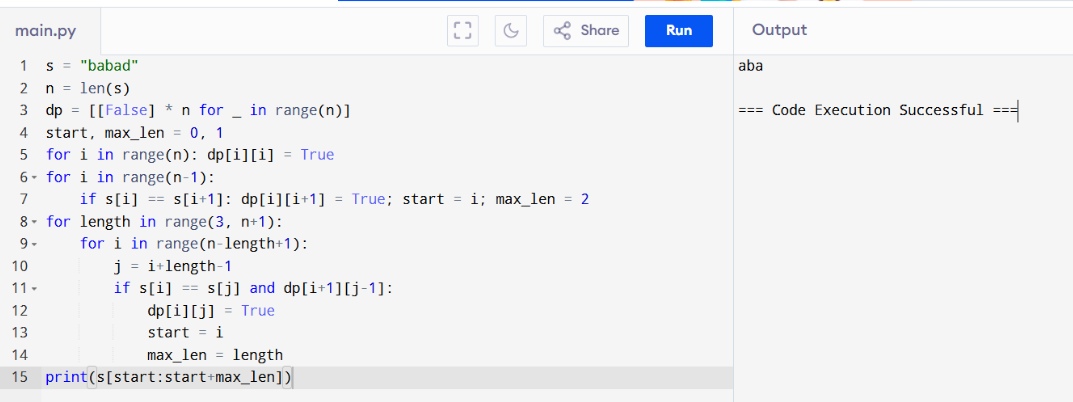 main.py Share Run Output
1 s = "babad"
2 n = len(s)
3 dp = [[False] * n for _ in range(n)]
4 start, max_len = 0, 1
5 for i in range(n): dp[i][i] = True
6 for i in range(n-1):
7     if s[i] == s[i+1]: dp[i][i+1] = True; start = i; max_len = 2
8 for length in range(3, n+1):
9     for i in range(n-length+1):
10         j = i+length-1
11         if s[i] == s[j] and dp[i+1][j-1]:
12             dp[i][j] = True
13             start = i
14             max_len = length
15 print(s[start:start+max_len])
aba
=== Code Execution Successful ===